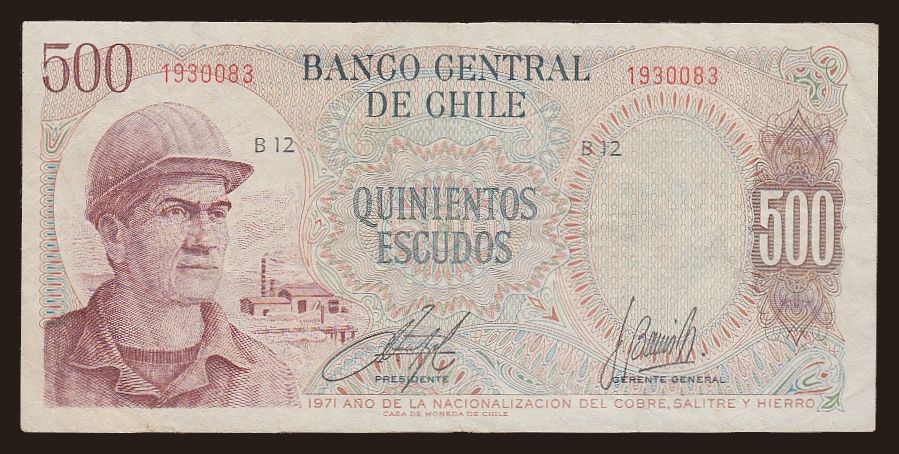 500
1930083
BANCO CENTRAL
DE CHILE
1930083
B 12
B 12
QUINIENTOS
ESCUDOS
500
PRESIDENTE
GERENTE GENERAL
1971 AÑO DE LA NACIONALIZACION DEL COBRE, SALITRE Y HIERRO
CASA DE MONEDA DE CHILE